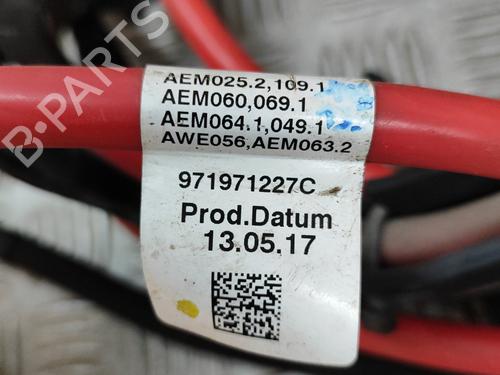 AEM025.2,109.1
AEM060,069.1
AEM064.1,049.1
AWE056,AEM063.2
971971227C
Prod.Datum
13.05.17
B-PARTS